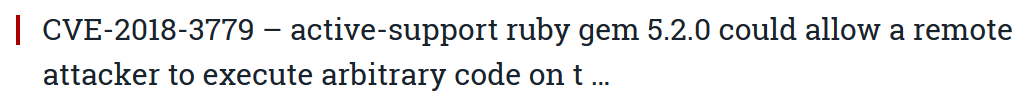 CVE-2018-3779 – active-support ruby gem 5.2.0 could allow a remote
attacker to execute arbitrary code on t ...